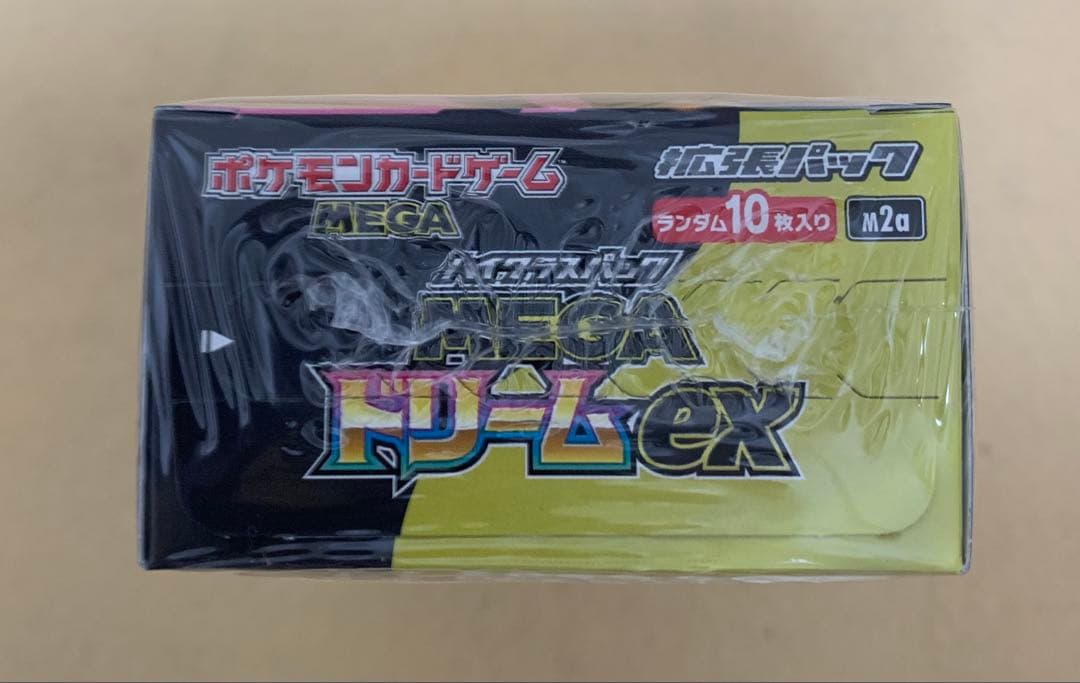 ポケモンカードゲーム
MEGA
拡張パック
ランダム10枚入り
M2a
ハイクラスパック
MEGA
ドリームex